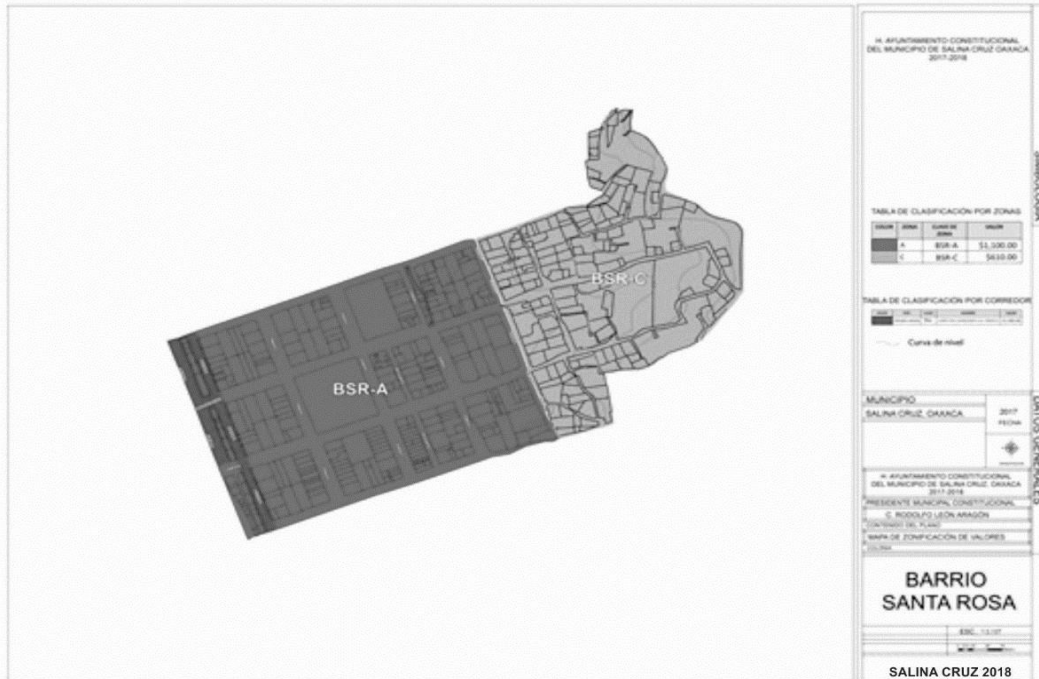 BSR-A
BSR-C
H. AYUNTAMIENTO CONSTITUCIONAL
DEL MUNICIPIO DE SALINA CRUZ OAXACA
2017-2018
SIMBOLOGÍA
TABLA DE CLASIFICACIÓN POR ZONAS
COLOR ZONA CLAVE DE ZONA VALOR
A BSR-A $1,100.00
C BSR-C $610.00
TABLA DE CLASIFICACIÓN POR CORREDOR
Curva de nivel
DATOS GENERALES
MUNICIPIO
SALINA CRUZ, OAXACA
2017
FECHA
H. AYUNTAMIENTO CONSTITUCIONAL
DEL MUNICIPIO DE SALINA CRUZ, OAXACA
2017-2018
PRESIDENTE MUNICIPAL CONSTITUCIONAL
C. RODOLFO LEÓN ARAGÓN
CONTENIDO DEL PLANO
MAPA DE ZONIFICACIÓN DE VALORES
COLONIA
BARRIO
SANTA ROSA
ESC.
SALINA CRUZ 2018